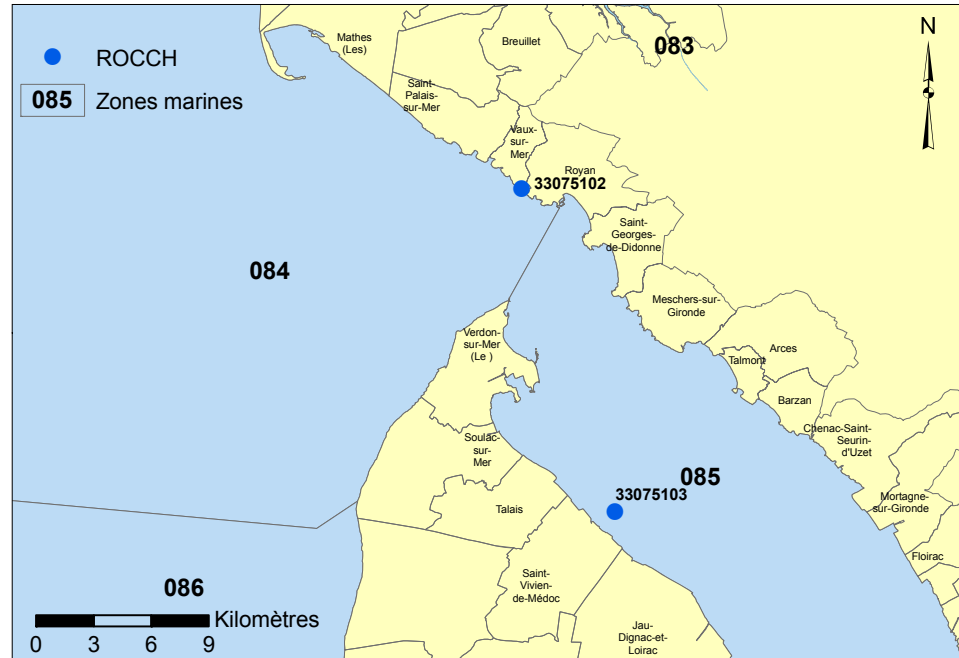 ROCCH
085 Zones marines
N
Mathes
(Les)
Breuillet
083
Saint-
Palais-
sur-Mer
Vaux-
sur-
Mer
Royan
33075102
Saint-
Georges-
de-Didonne
084
Meschers-sur-
Gironde
Verdon-
sur-Mer
(Le )
Arces
Talmont
Barzan
Chenac-Saint-
Seurin-
d'Uzet
Soulac-
sur-
Mer
085
33075103
Mortagne-
sur-Gironde
Talais
Floirac
Saint-
Vivien-
de-Médoc
086
Jau-
Dignac-et-
Loirac
Kilomètres
0 3 6 9